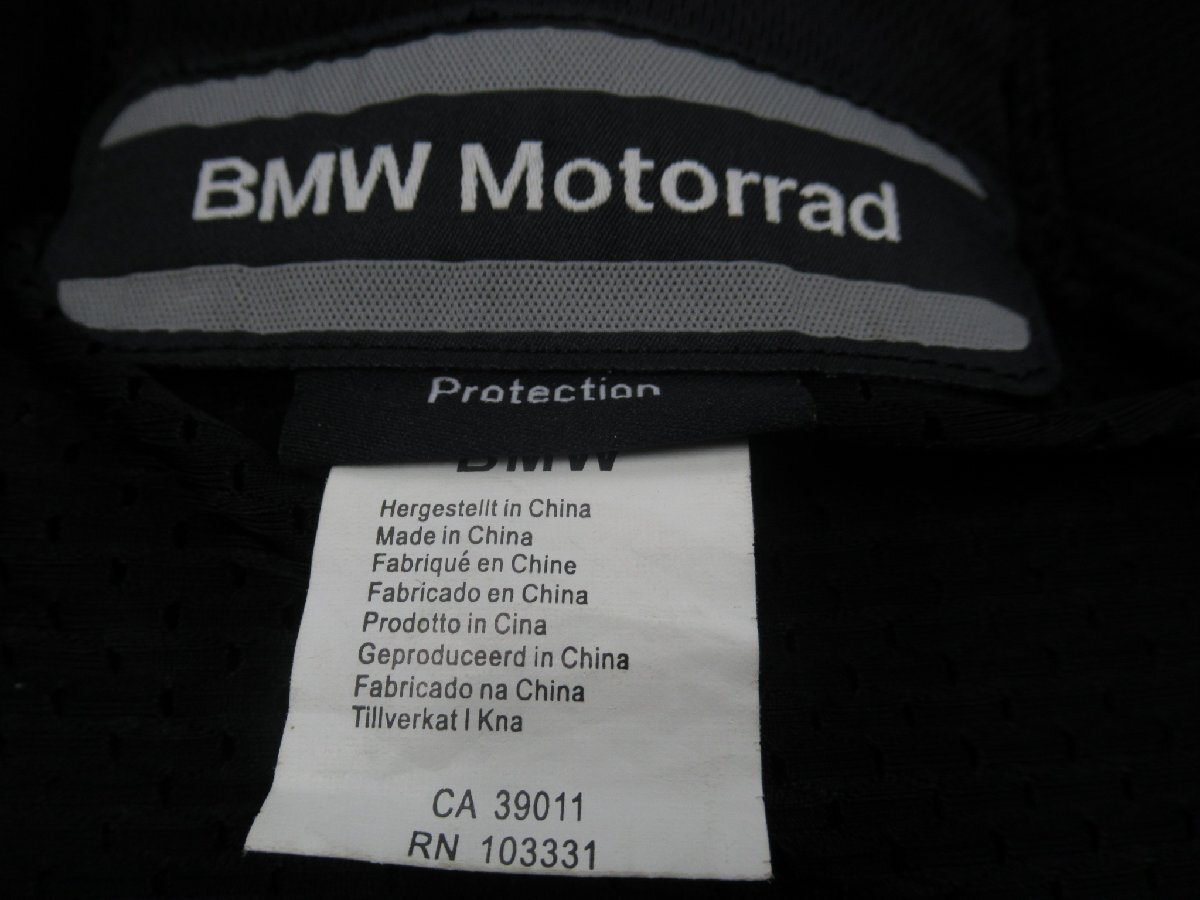 BMW Motorrad
Protection
BMW
Hergestellt in China
Made in China
Fabriqué en Chine
Fabricado en China
Prodotto in Cina
Geproduceerd in China
Fabricado na China
Tillverkat I Kna
CA 39011
RN 103331